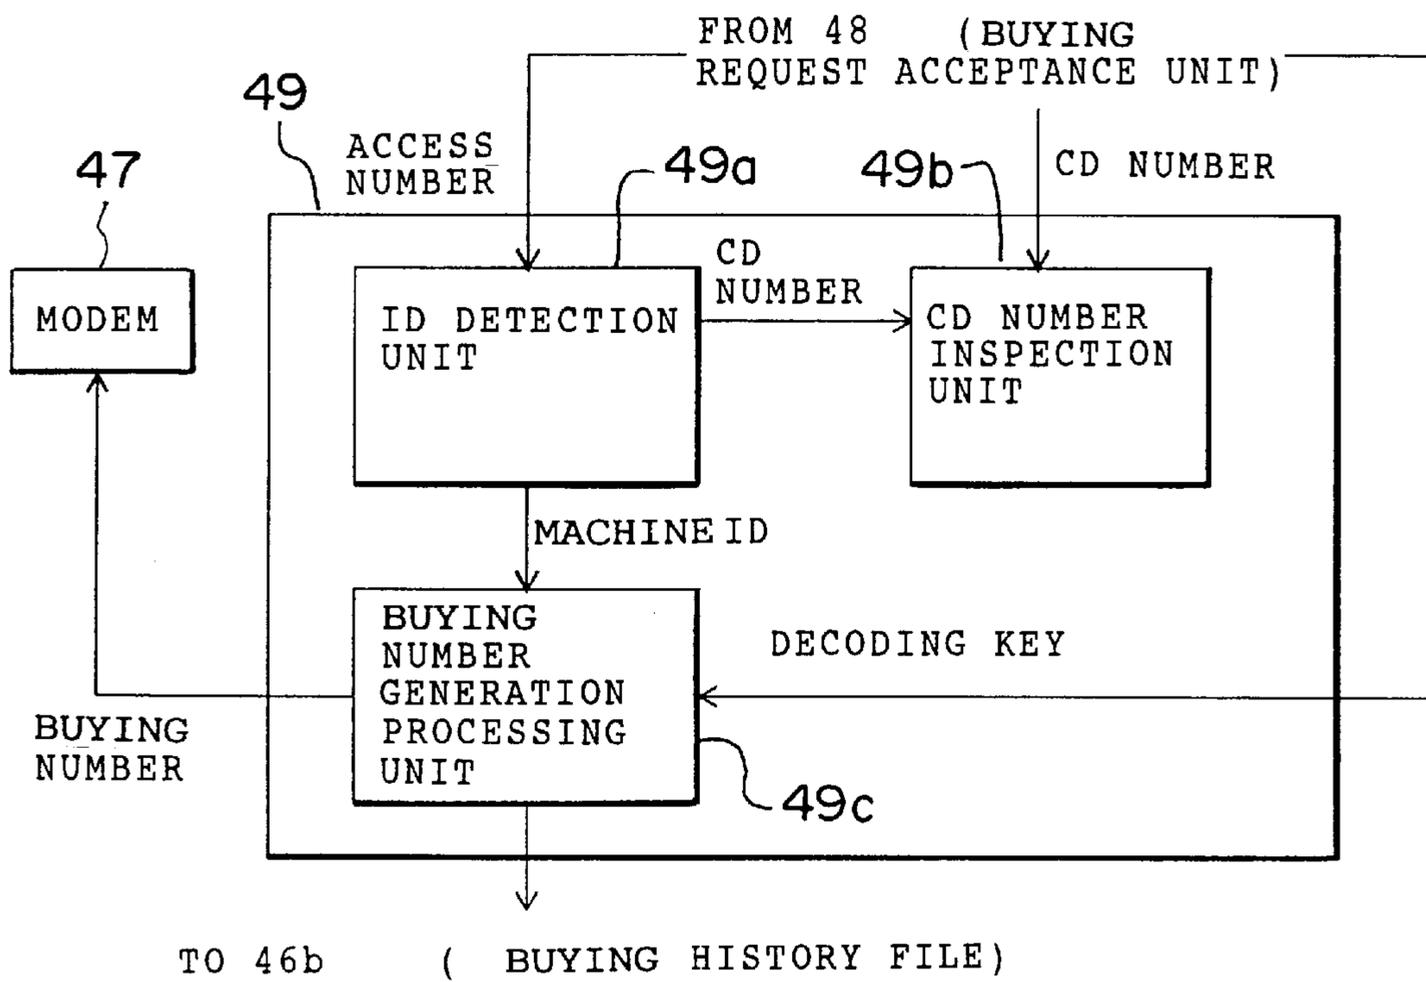 FROM 48 (BUYING
REQUEST ACCEPTANCE UNIT)
49
ACCESS
NUMBER
47
49a
49b
CD NUMBER
CD
NUMBER
MODEM
ID DETECTION
UNIT
CD NUMBER
INSPECTION
UNIT
MACHINE ID
BUYING
NUMBER
GENERATION
PROCESSING
UNIT
DECODING KEY
BUYING
NUMBER
49c
TO 46b ( BUYING HISTORY FILE)